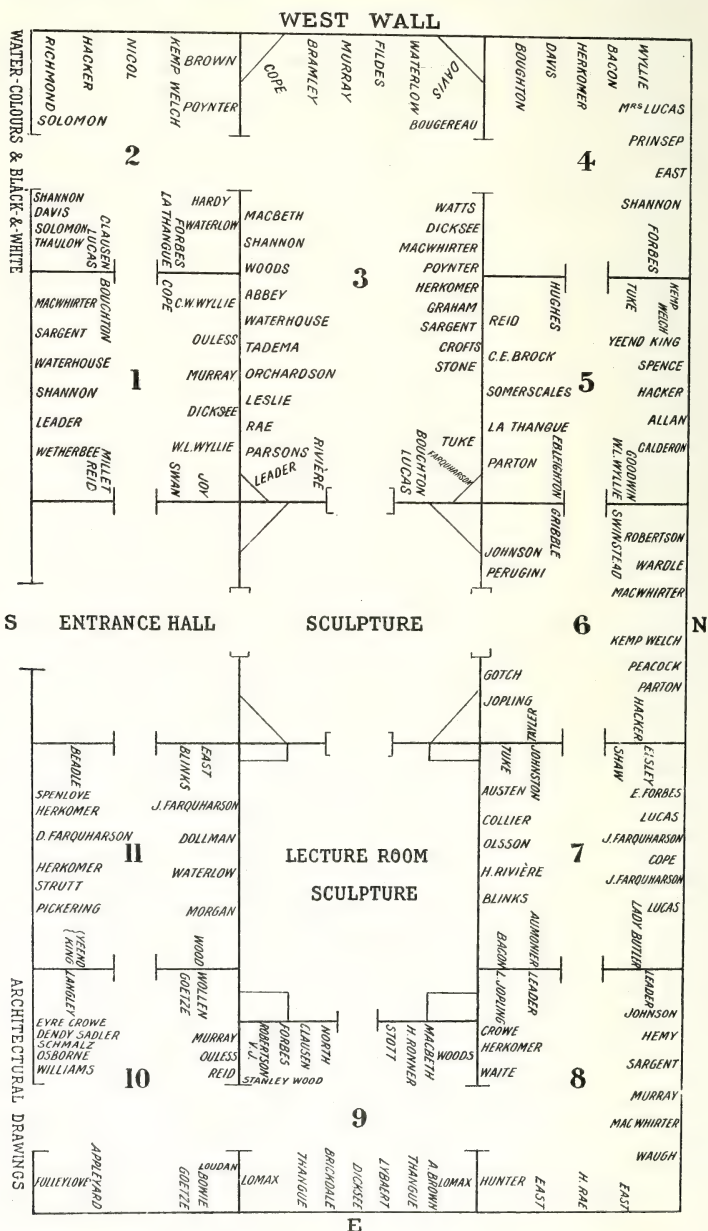 WEST WALL
WATER-COLOURS & BLACK-&-WHITE
RICHMOND
HACKER
NICOL
KEMP WELCH
BROWN
POYNTER
SOLOMON
2
COPE
BRAMLEY
MURRAY
FILDES
WATERLOW
DAVIS
BOUGEREAU
BOUGHTON
DAVIS
HERKOMER
BACON
WYLLIE
MRS LUCAS
PRINSEP
EAST
SHANNON
FORBES
4
SHANNON
DAVIS
SOLOMON
THAULOW
LUCAS
CLAUSEN
LA THANGUE
FORBES
HARDY
WATERLOW
MACBETH
SHANNON
WOODS
ABBEY
WATERHOUSE
TADEMA
ORCHARDSON
LESLIE
RAE
PARSONS
LEADER
RIVIÈRE
3
WATTS
DICKSEE
MACWHIRTER
POYNTER
HERKOMER
GRAHAM
SARGENT
CROFTS
STONE
TUKE
FARQUHARSON
BOUGHTON
LUCAS
BOUGHTON
MACWHIRTER
SARGENT
WATERHOUSE
SHANNON
LEADER
WETHERBEE
REID
MILLET
1
COPE
C.W. WYLLIE
OULESS
MURRAY
DICKSEE
W.L. WYLLIE
SWAN
JOY
HUGHES
REID
C.E. BROCK
SOMERSCALES
LA THANGUE
PARTON
E.B LEIGHTON
5
TUKE
KEMP WELCH
YEEND KING
SPENCE
HACKER
ALLAN
CALDERON
GOODWIN
W.L. WYLLIE
GRIBBLE
JOHNSON
PERUGINI
SWINSTEAD
ROBERTSON
WARDLE
MACWHIRTER
S
ENTRANCE HALL
SCULPTURE
6
N
KEMP WELCH
PEACOCK
PARTON
HACKER
GOTCH
JOPLING
TAYLER
BEADLE
SPENLOVE
HERKOMER
D. FARQUHARSON
HERKOMER
STRUTT
PICKERING
(YEEND KING
11
BLINKS
EAST
J. FARQUHARSON
DOLLMAN
WATERLOW
MORGAN
WOOD
LECTURE ROOM
SCULPTURE
TUKE
JOHNSTON
AUSTEN
COLLIER
OLSSON
H. RIVIÈRE
BLINKS
AUMONIER
7
SHAW
E. FORBES
LUCAS
J. FARQUHARSON
COPE
J. FARQUHARSON
LUCAS
LADY BUTLER
ARCHITECTURAL DRAWINGS
LANGLEY
EYRE CROWE
DENDY SADLER
SCHMALZ
OSBORNE
WILLIAMS
10
GOETZE
WOLLEN
MURRAY
OULESS
REID
V.J. ROBERTSON
FORBES
CLAUSEN
NORTH
STANLEY WOOD
STOTT
H. RONNER
MACBETH
WOODS
BACON
L. JOPLING
LEADER
CROWE
HERKOMER
WAITE
8
LEADER
JOHNSON
HEMY
SARGENT
MURRAY
MACWHIRTER
WAUGH
9
FULLEYLOVE
APPLEYARD
GOETZE
BOWIE
LOUDAN
LOMAX
THANGUE
BRICKDALE
DICKSEE
LYBAERT
THANGUE
A. BROWN
LOMAX
HUNTER
EAST
H. RAE
EAST
E